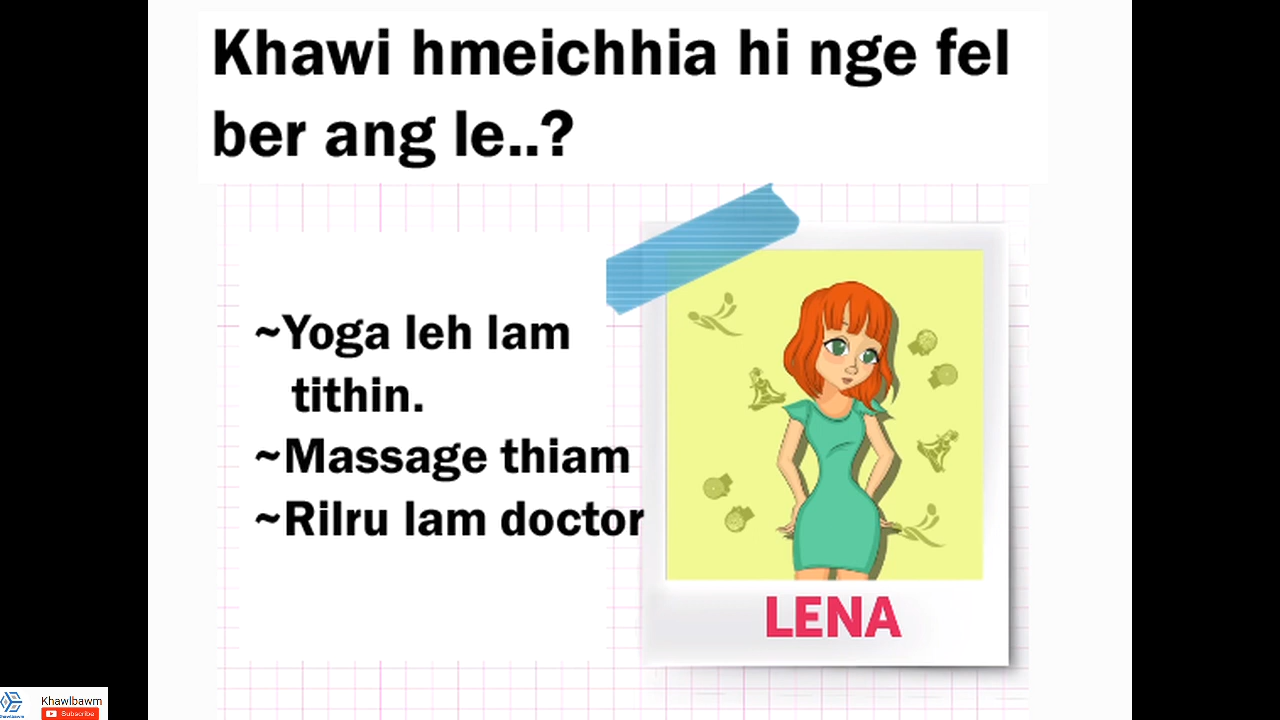 Khawi hmeichhia hi nge fel
ber ang le..?
~Yoga leh lam
tithin.
~Massage thiam
~Rilru lam doctor
LENA
Khawlbawm
Khawlbawm
Subscribe